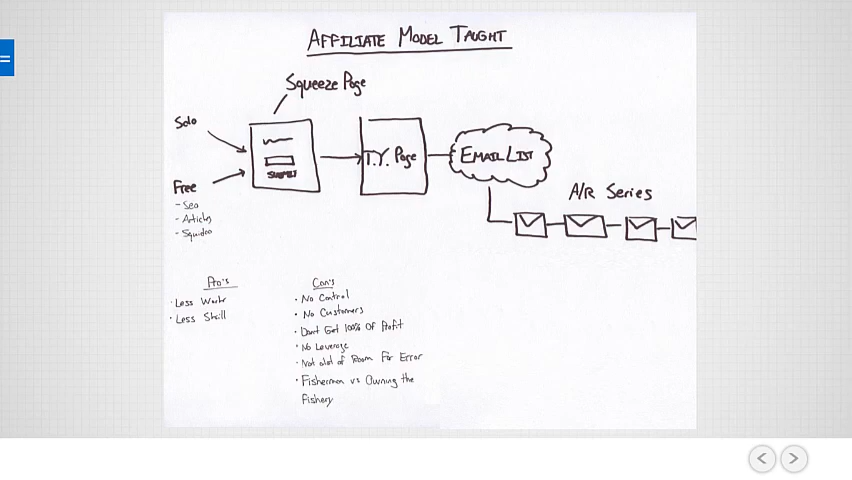 AFFILIATE MODEL TAUGHT
Squeeze Page
Solo
SUBMIT
T.Y. Page
EMAIL LIST
Free
- Seo
- Articles
- Squidoo
A/R Series
Pro's
• Less Work
• Less Skill
Con's
• No Control
• No Customers
• Dont Get 100% Of Profit
• No Leverage
• Not alot of Room For Error
• Fisherman vs Owning the
Fishery